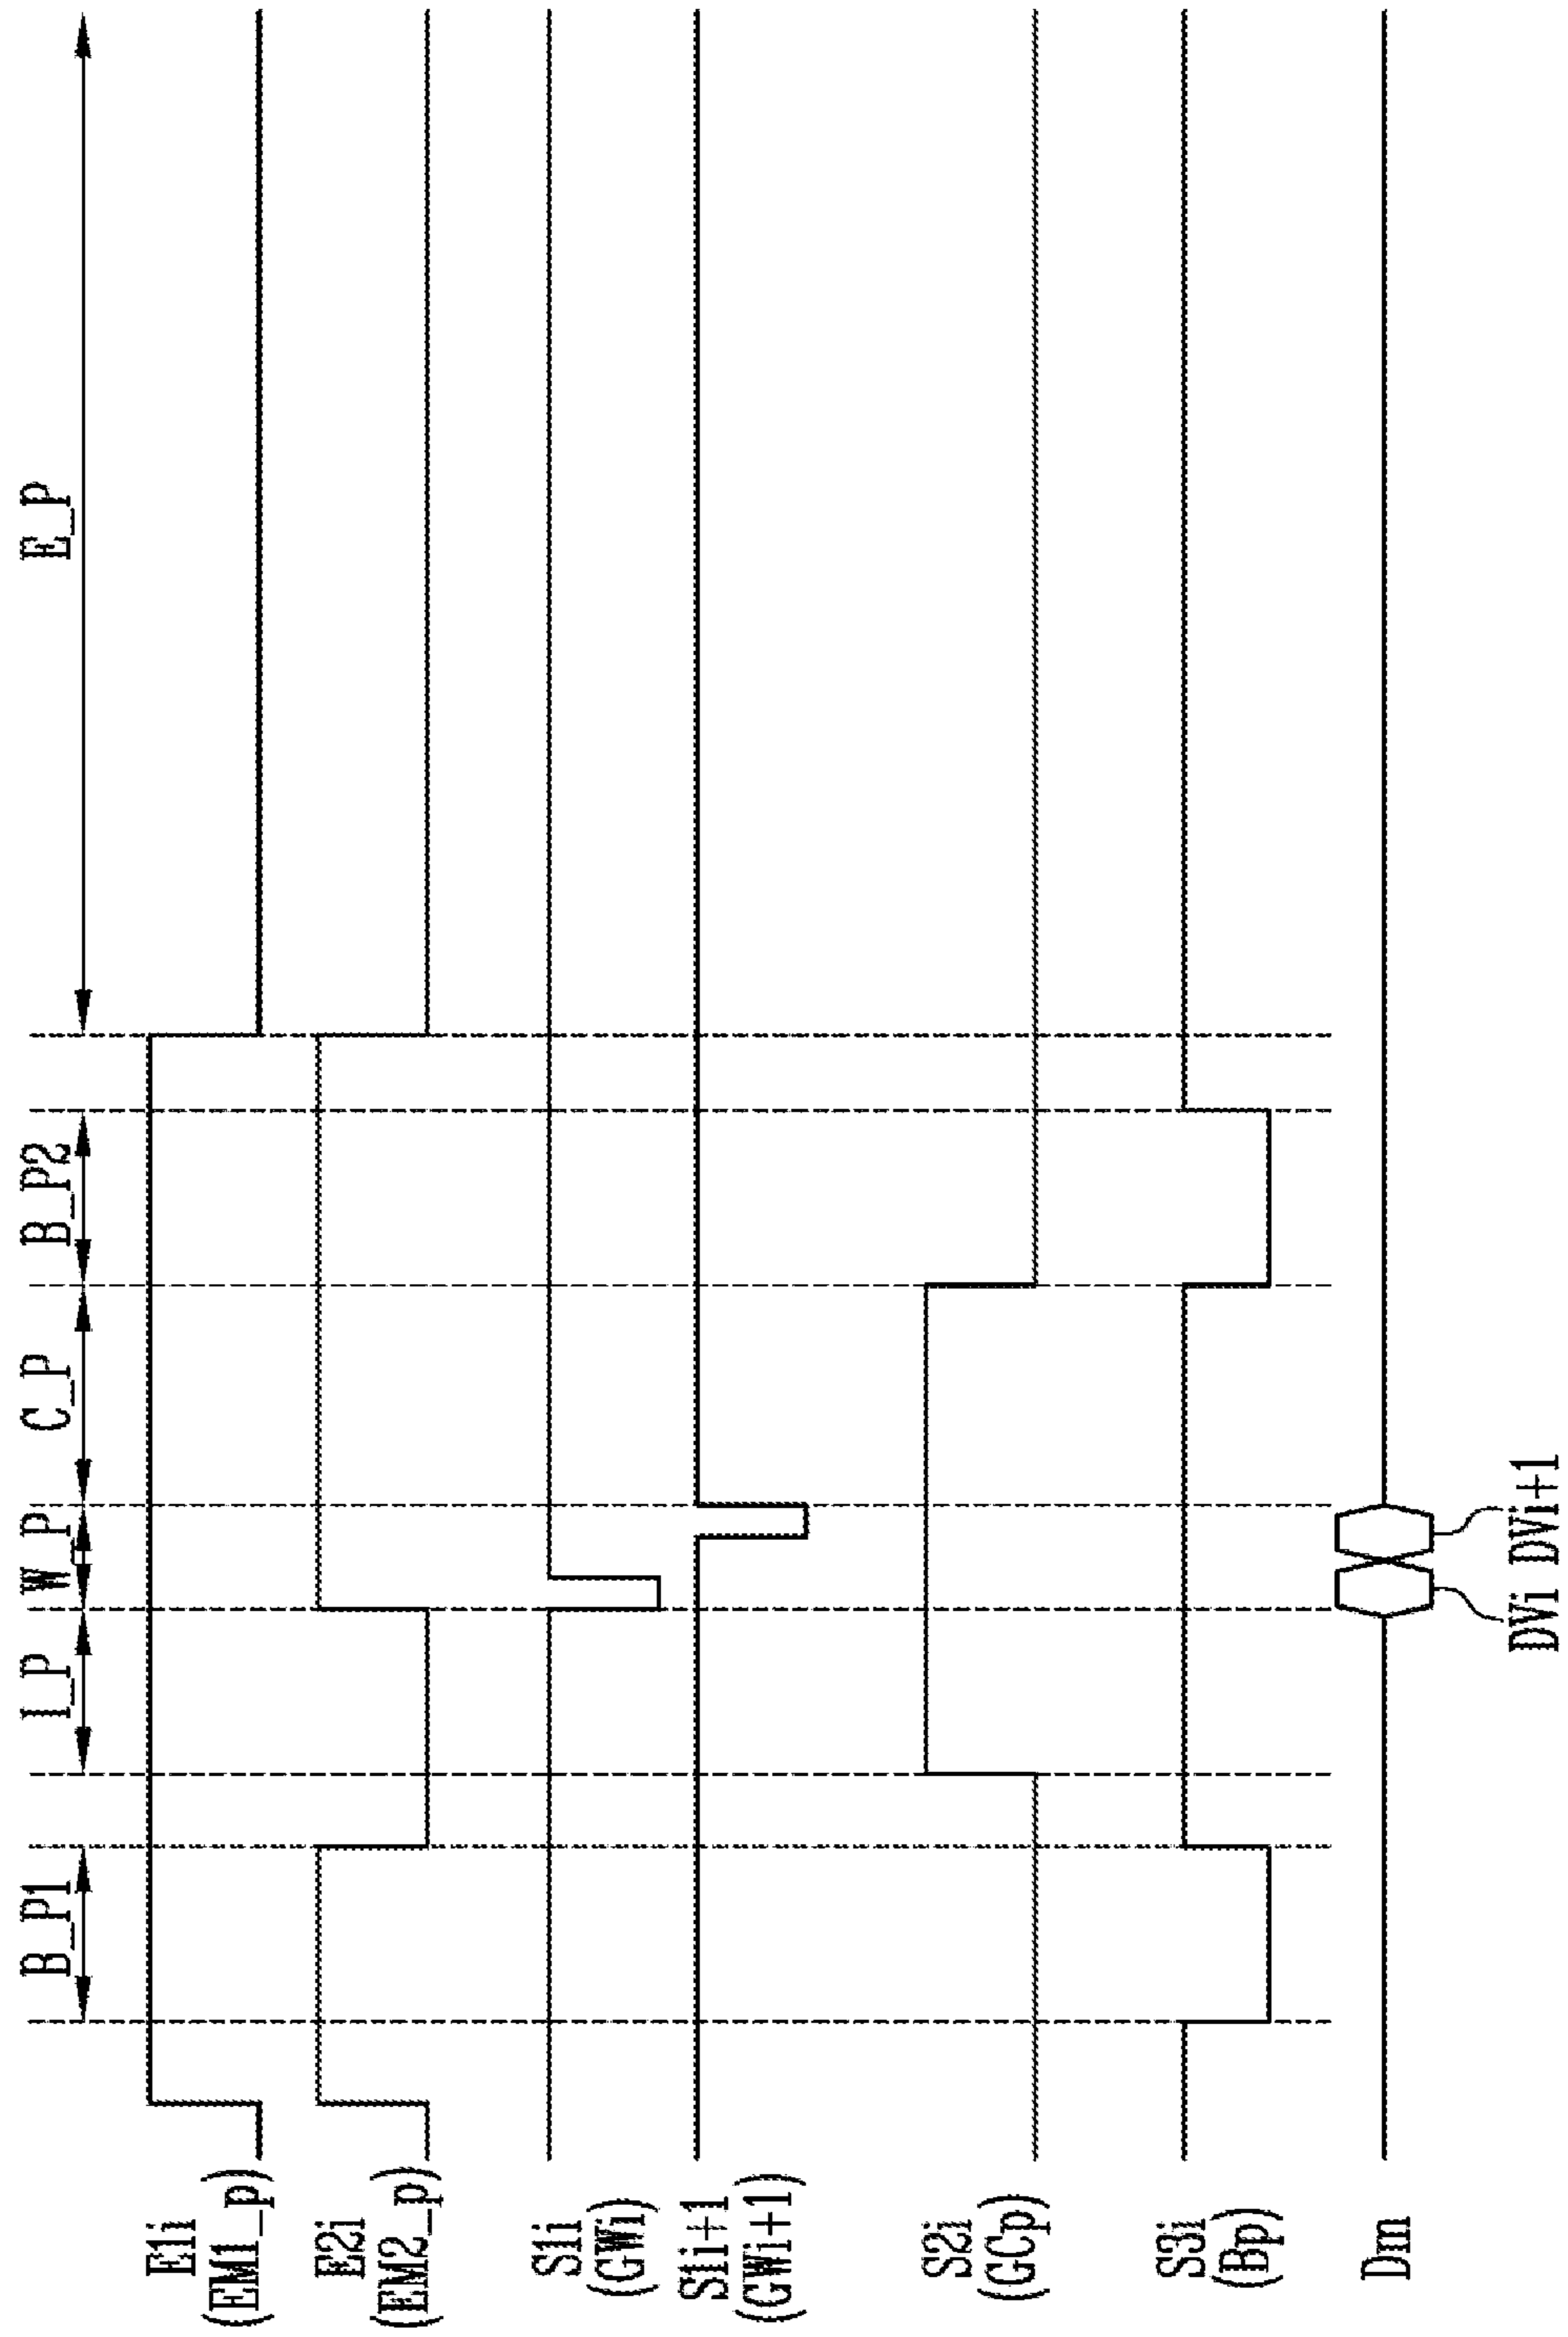 B_P1
I_P
W_P
C_P
B_P2
E_P
E1i
(EM1_p)
E2i
(EM2_p)
S1i
(GWi)
S1i+1
(GWi+1)
S2i
(GCp)
S3i
(Bp)
Dm
DVi DVi+1